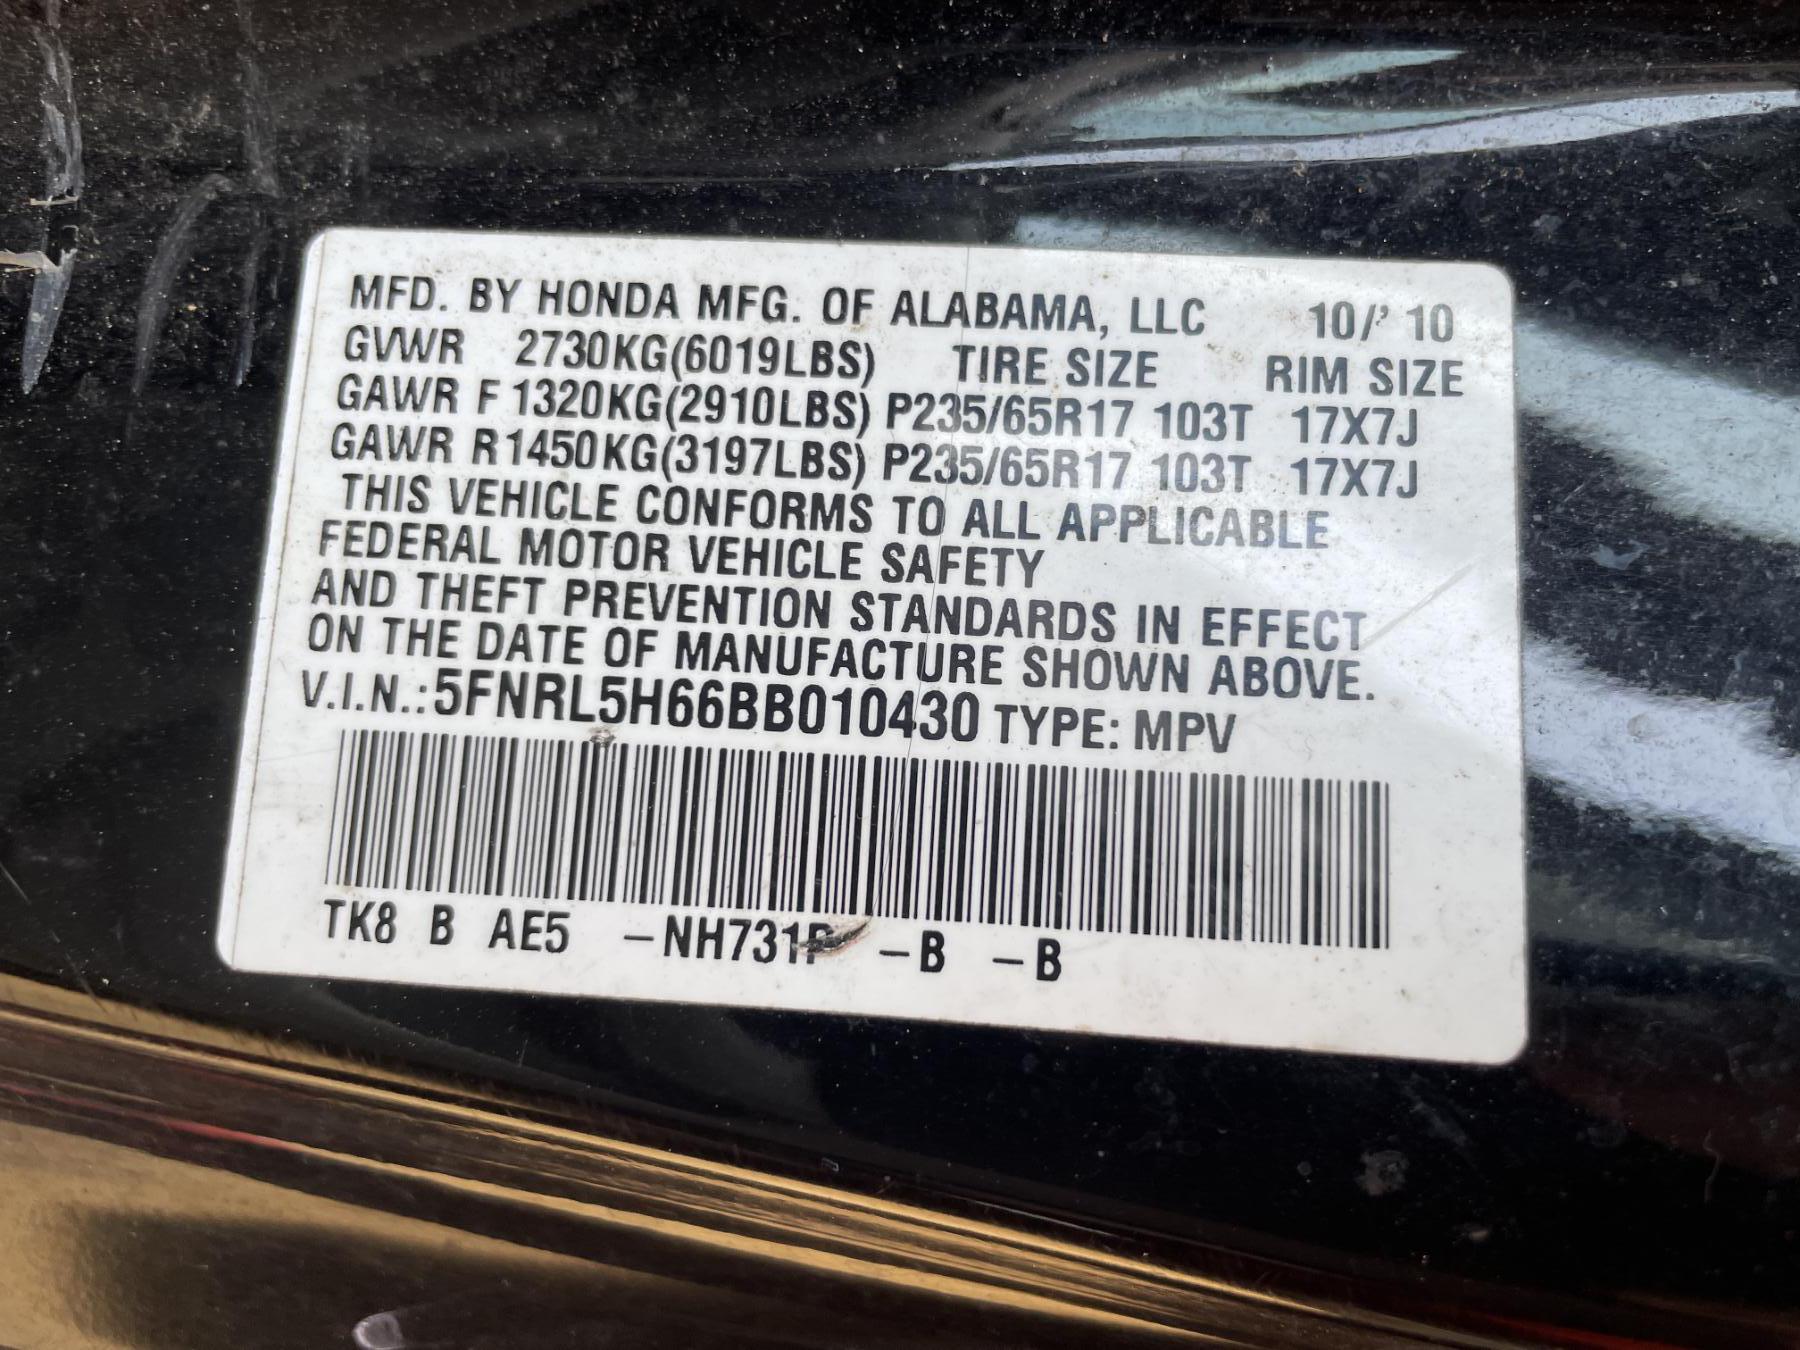 MFD. BY HONDA MFG. OF ALABAMA, LLC 10/' 10
GVWR 2730KG(6019LBS) TIRE SIZE RIM SIZE
GAWR F 1320KG(2910LBS) P235/65R17 103T 17X7J
GAWR R 1450KG(3197LBS) P235/65R17 103T 17X7J
THIS VEHICLE CONFORMS TO ALL APPLICABLE
FEDERAL MOTOR VEHICLE SAFETY
AND THEFT PREVENTION STANDARDS IN EFFECT
ON THE DATE OF MANUFACTURE SHOWN ABOVE.
V.I.N.: 5FNRL5H66BB010430 TYPE: MPV
TK8 B AE5 -NH731P -B -B